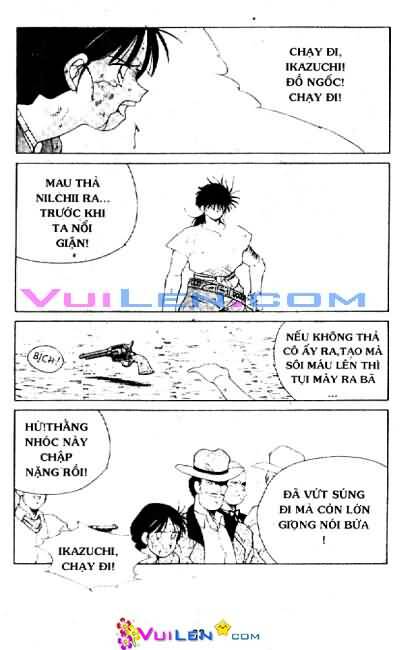 CHẠY ĐI,
IKAZUCHI!
ĐỒ NGỐC!
CHẠY ĐI!
MAU THẢ
NILCHII RA...
TRƯỚC KHI
TA NỔI
GIẬN!
VUILEN.COM
BỊCH!
NẾU KHÔNG THẢ
CÔ ẤY RA,TẠO MÀ
SÔI MÁU LÊN THÌ
TỤI MÀY RA BÃ
...
HỪ!THẰNG
NHÓC NÀY
CHẬP
NẶNG RỒI!
ĐÃ VỨT SÚNG
ĐI MÀ CÒN LỚN
GIỌNG NÓI BỪA
!
IKAZUCHI,
CHẠY ĐI!
VUILEN.COM